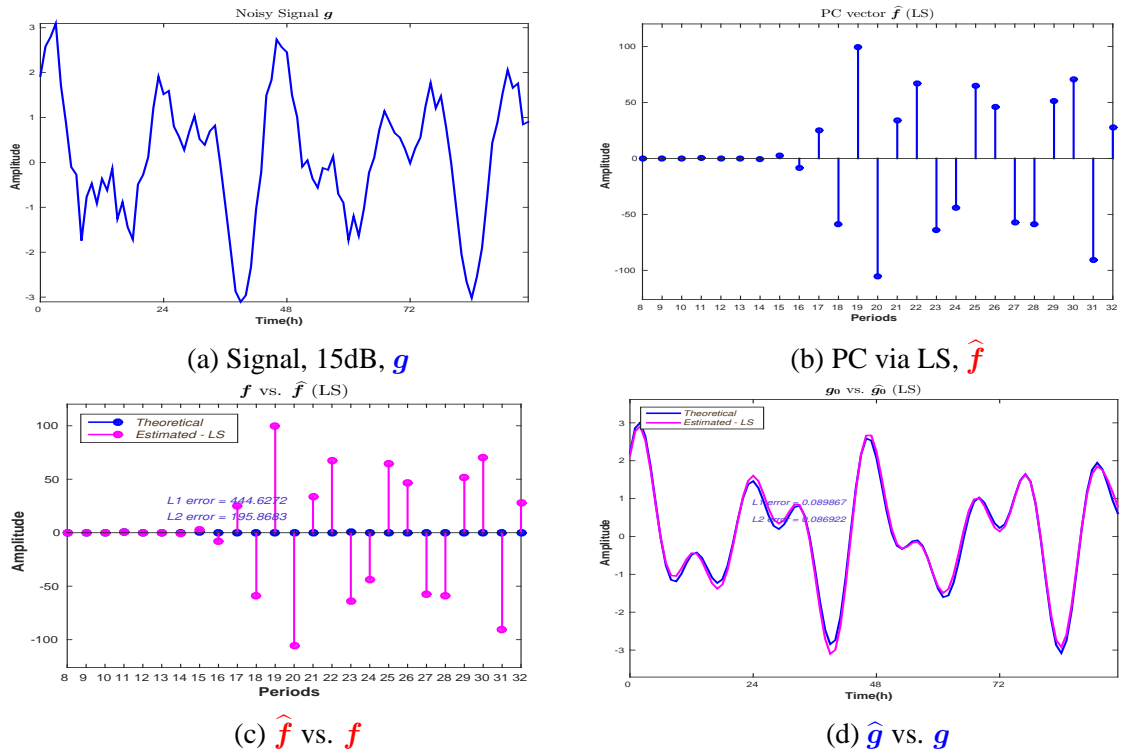 Noisy Signal g
Amplitude
3
2
1
0
-1
-2
-3
0 24 48 72
Time(h)
(a) Signal, 15dB, g
PC vector f̂ (LS)
Amplitude
100
50
0
-50
-100
8 9 10 11 12 13 14 15 16 17 18 19 20 21 22 23 24 25 26 27 28 29 30 31 32
Periods
(b) PC via LS, f̂
f vs. f̂ (LS)
Theoretical
Estimated - LS
L1 error = 444.6272
L2 error = 195.8683
Amplitude
100
50
0
-50
-100
8 9 10 11 12 13 14 15 16 17 18 19 20 21 22 23 24 25 26 27 28 29 30 31 32
Periods
(c) f̂ vs. f
g₀ vs. ĝ₀ (LS)
Theoretical
Estimated - LS
L1 error = 0.089867
L2 error = 0.086922
Amplitude
3
2
1
0
-1
-2
-3
0 24 48 72
Time(h)
(d) ĝ vs. g